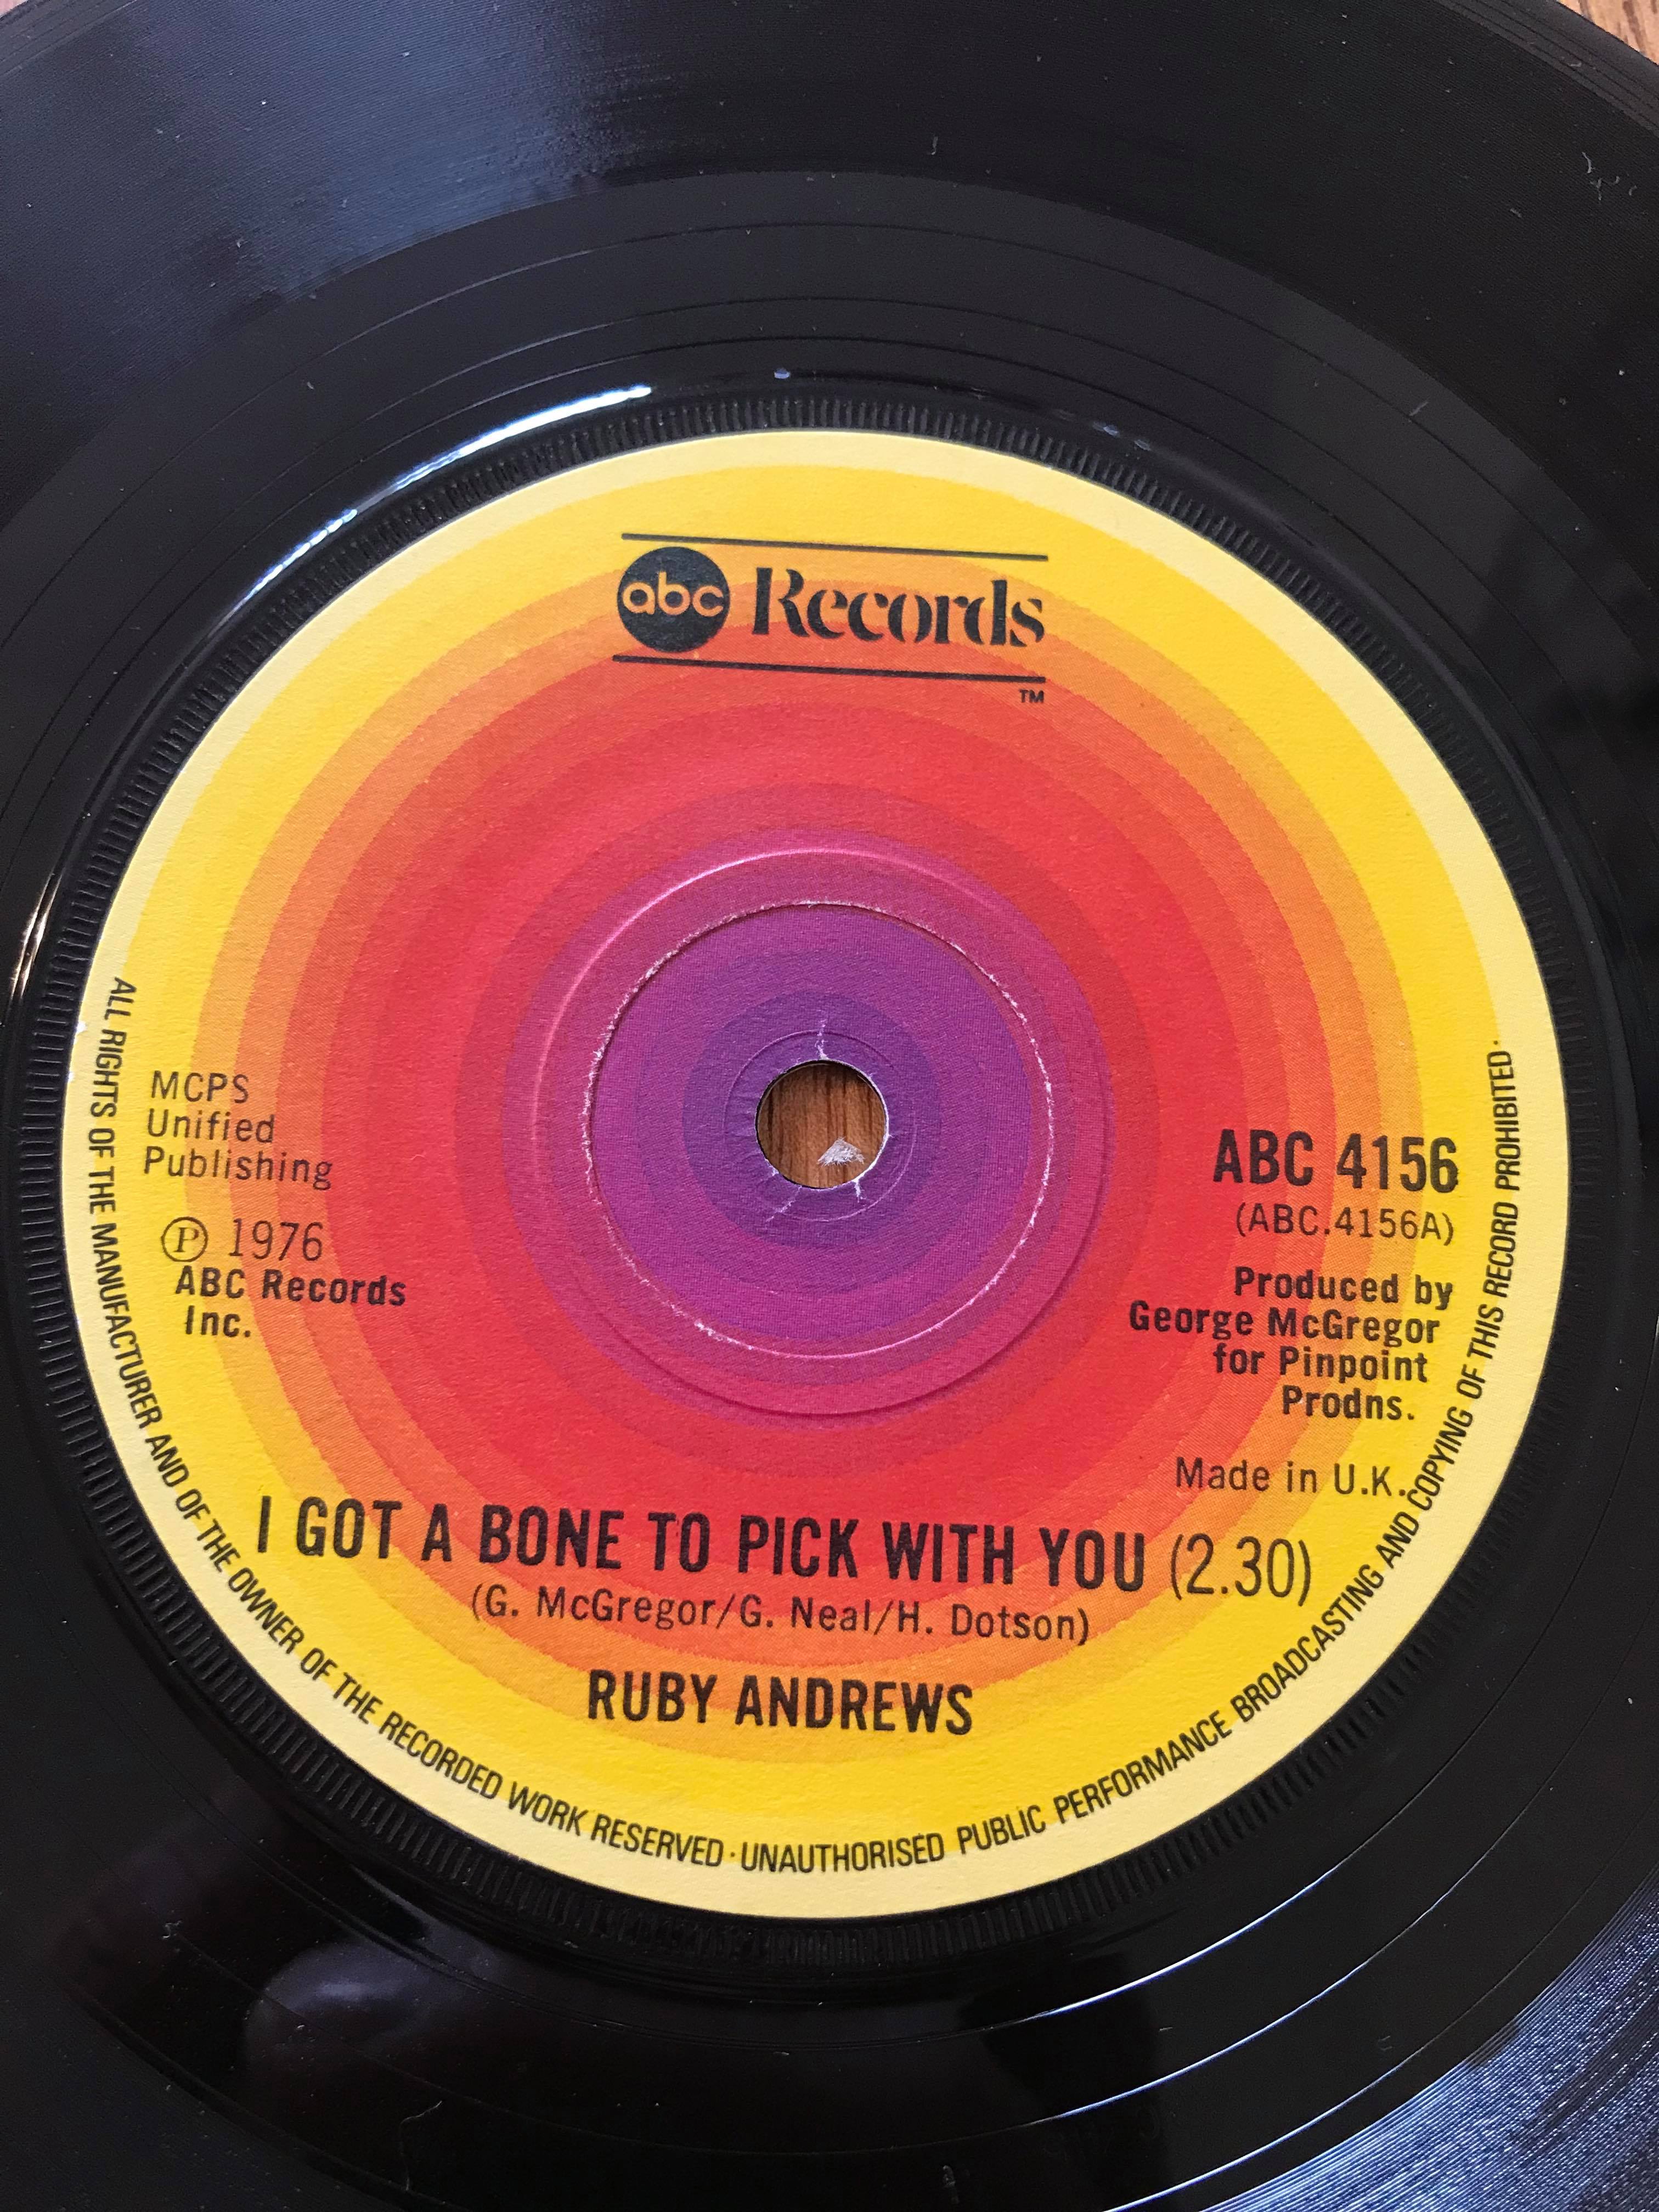 abc Records
TM
MCPS
Unified
Publishing
℗ 1976
ABC Records
Inc.
ABC 4156
(ABC.4156A)
Produced by
George McGregor
for Pinpoint
Prodns.
Made in U.K.
I GOT A BONE TO PICK WITH YOU (2.30)
(G. McGregor/G. Neal/H. Dotson)
RUBY ANDREWS
ALL RIGHTS OF THE MANUFACTURER AND OF THE OWNER OF THE RECORDED WORK RESERVED · UNAUTHORISED PUBLIC PERFORMANCE BROADCASTING AND COPYING OF THIS RECORD PROHIBITED ·